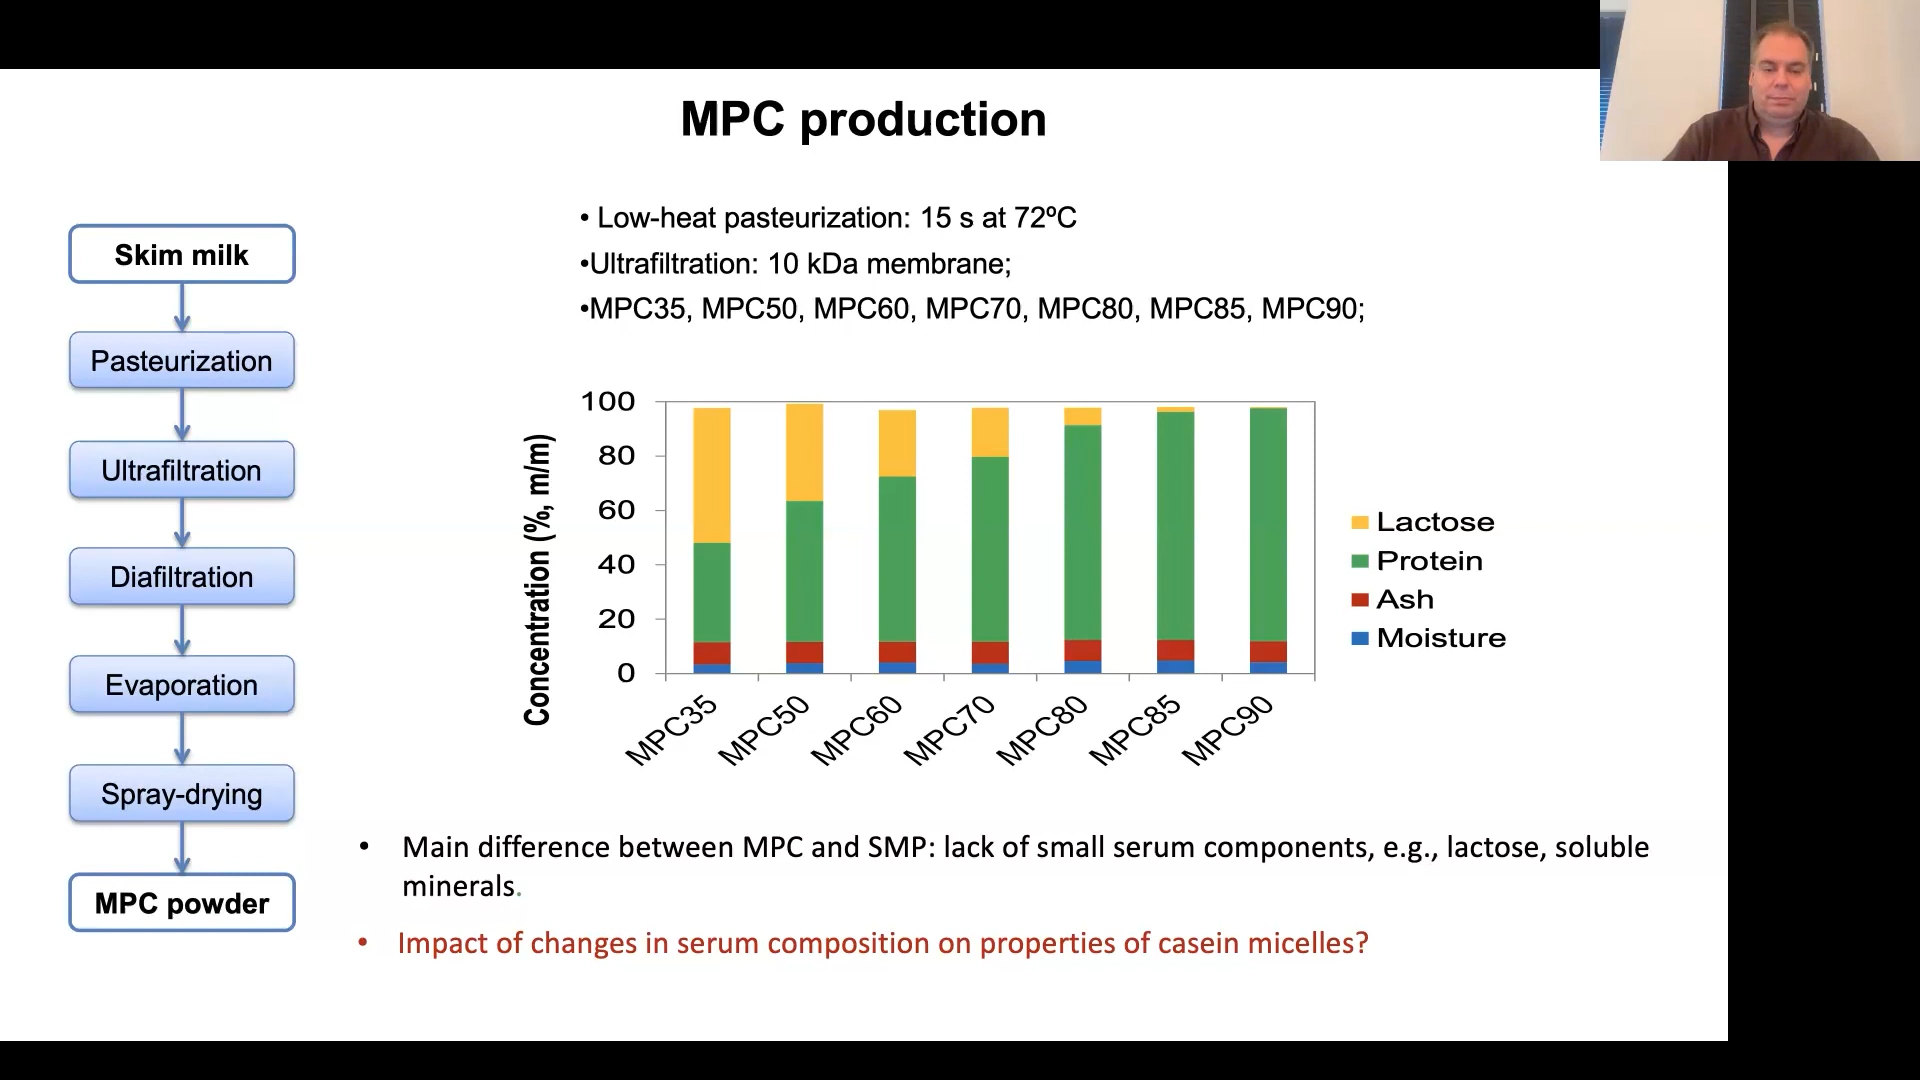 MPC production
Skim milk
Pasteurization
Ultrafiltration
Diafiltration
Evaporation
Spray-drying
MPC powder
• Low-heat pasteurization: 15 s at 72ºC
•Ultrafiltration: 10 kDa membrane;
•MPC35, MPC50, MPC60, MPC70, MPC80, MPC85, MPC90;
Concentration (%, m/m)
100
80
60
40
20
0
MPC35
MPC50
MPC60
MPC70
MPC80
MPC85
MPC90
Lactose
Protein
Ash
Moisture
• Main difference between MPC and SMP: lack of small serum components, e.g., lactose, soluble
minerals.
• Impact of changes in serum composition on properties of casein micelles?